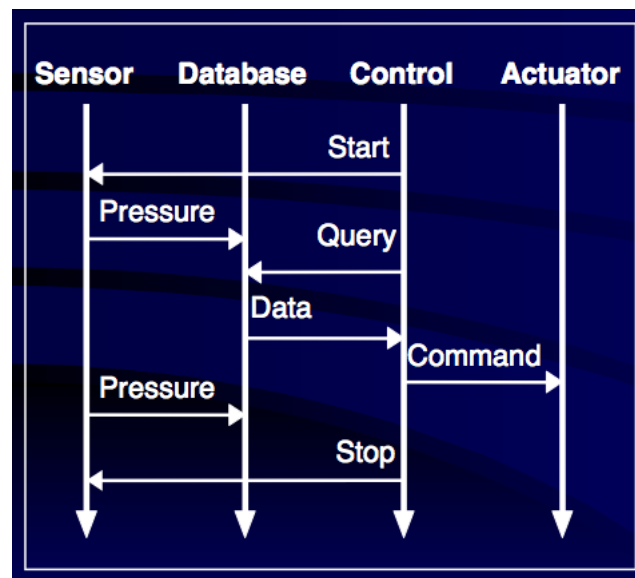 Sensor Database Control Actuator
Start
Pressure
Query
Data
Command
Pressure
Stop